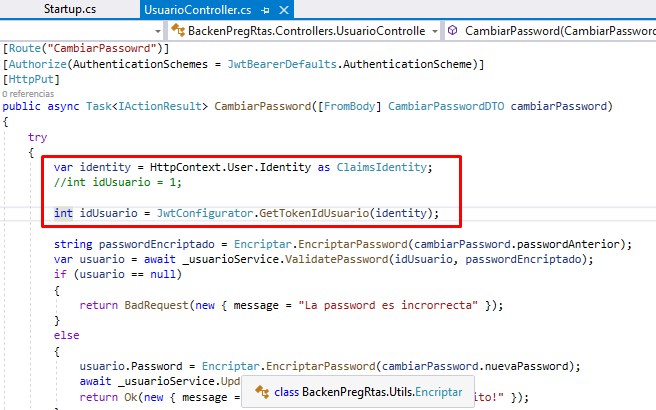 Startup.cs UsuarioController.cs
BackenPregRtas.Controllers.UsuarioControlle CambiarPassword(CambiarPassword
[Route("CambiarPassowrd")]
[Authorize(AuthenticationSchemes = JwtBearerDefaults.AuthenticationScheme)]
[HttpPut]
0 referencias
public async Task<IActionResult> CambiarPassword([FromBody] CambiarPasswordDTO cambiarPassword)
{
try
{
var identity = HttpContext.User.Identity as ClaimsIdentity;
//int idUsuario = 1;
int idUsuario = JwtConfigurator.GetTokenIdUsuario(identity);
string passwordEncriptado = Encriptar.EncriptarPassword(cambiarPassword.passwordAnterior);
var usuario = await _usuarioService.ValidatePassword(idUsuario, passwordEncriptado);
if (usuario == null)
{
return BadRequest(new { message = "La password es incrorrecta" });
}
else
{
usuario.Password = Encriptar.EncriptarPassword(cambiarPassword.nuevaPassword);
await _usuarioService.Upd
class BackenPregRtas.Utils.Encriptar
return Ok(new { message = ito!" });
}